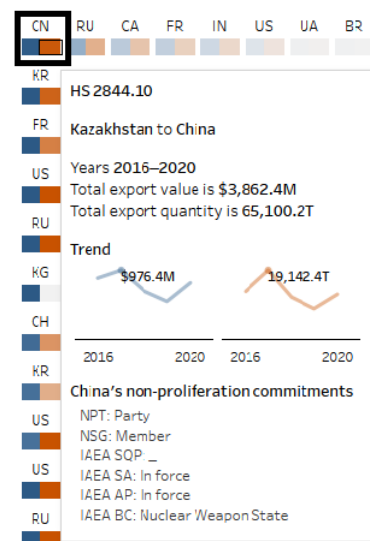 CN RU CA FR IN US UA BR
KR
HS 2844.10
FR
Kazakhstan to China
Years 2016–2020
US
Total export value is $3,862.4M
Total export quantity is 65,100.2T
RU
Trend
KG
$976.4M 19,142.4T
CH
2016 2020 2016 2020
KR
China's non-proliferation commitments
US
NPT: Party
NSG: Member
IAEA SQP: _
US
IAEA SA: In force
IAEA AP: In force
RU
IAEA BC: Nuclear Weapon State